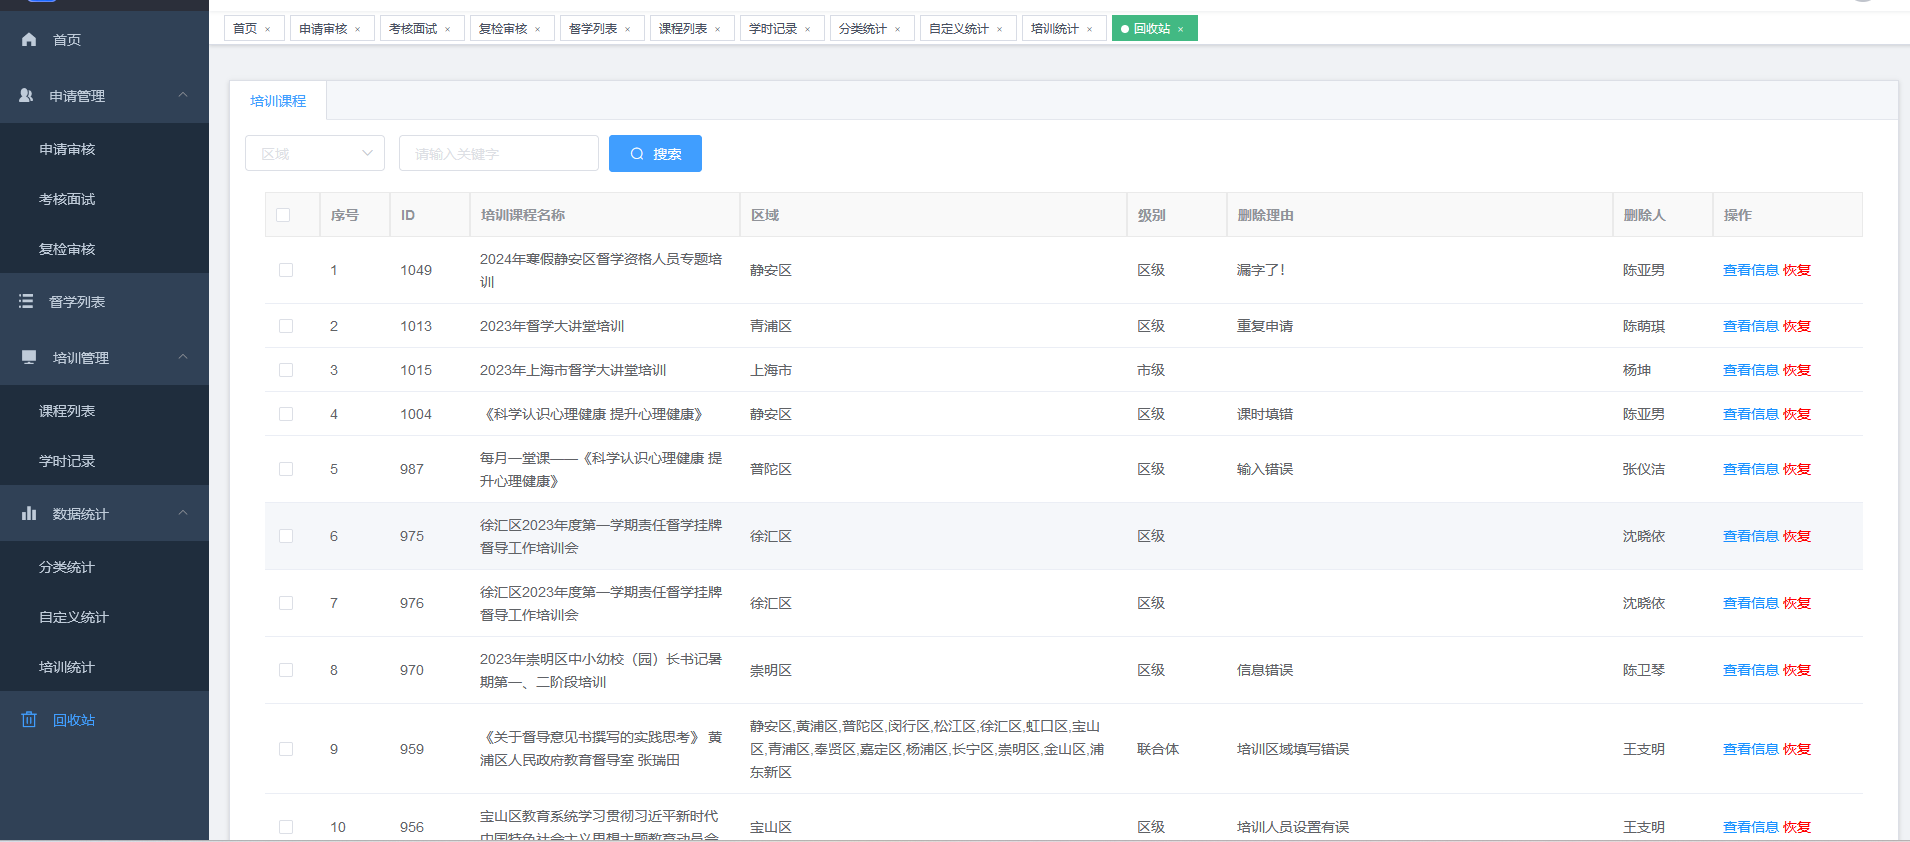 首页 × 申请审核 × 考核面试 × 复检审核 × 督学列表 × 课程列表 × 学时记录 × 分类统计 × 自定义统计 × 培训统计 × 回收站 ×
首页
申请管理
申请审核
考核面试
复检审核
督学列表
培训管理
课程列表
学时记录
数据统计
分类统计
自定义统计
培训统计
回收站
培训课程
区域 请输入关键字 搜索
序号 ID 培训课程名称 区域 级别 删除理由 删除人 操作
1 1049 2024年寒假静安区督学资格人员专题培 静安区 区级 漏字了! 陈亚男 查看信息 恢复
训
2 1013 2023年督学大讲堂培训 青浦区 区级 重复申请 陈萌琪 查看信息 恢复
3 1015 2023年上海市督学大讲堂培训 上海市 市级 杨坤 查看信息 恢复
4 1004 《科学认识心理健康 提升心理健康》 静安区 区级 课时填错 陈亚男 查看信息 恢复
5 987 每月一堂课——《科学认识心理健康 提 普陀区 区级 输入错误 张仪洁 查看信息 恢复
升心理健康》
6 975 徐汇区2023年度第一学期责任督学挂牌 徐汇区 区级 沈晓依 查看信息 恢复
督导工作培训会
7 976 徐汇区2023年度第一学期责任督学挂牌 徐汇区 区级 沈晓依 查看信息 恢复
督导工作培训会
8 970 2023年崇明区中小幼校（园）长书记暑 崇明区 区级 信息错误 陈卫琴 查看信息 恢复
期第一、二阶段培训
9 959 《关于督导意见书撰写的实践思考》 黄 静安区,黄浦区,普陀区,闵行区,松江区,徐汇区,虹口区,宝山 联合体 培训区域填写错误 王支明 查看信息 恢复
浦区人民政府教育督导室 张瑞田 区,青浦区,奉贤区,嘉定区,杨浦区,长宁区,崇明区,金山区,浦
东新区
10 956 宝山区教育系统学习贯彻习近平新时代 宝山区 区级 培训人员设置有误 王支明 查看信息 恢复
中国特色社会主义思想主题教育动员会